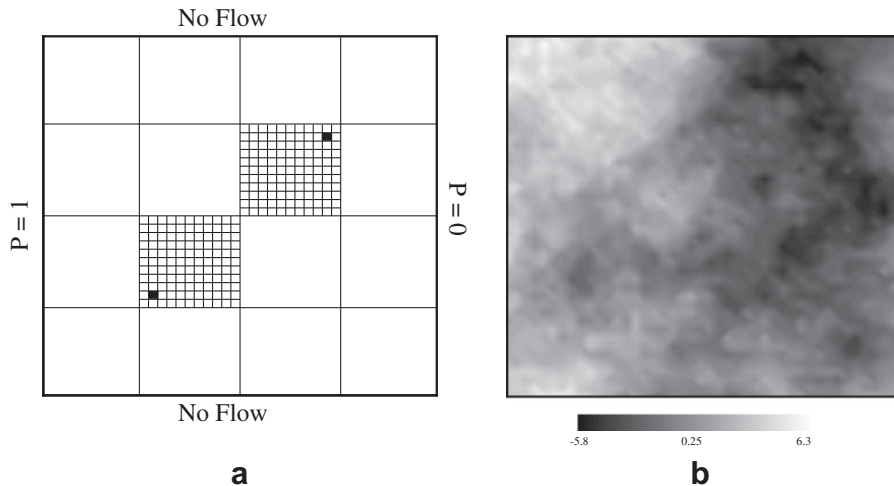 No Flow
P = 1
P = 0
No Flow
-5.8 0.25 6.3
a
b